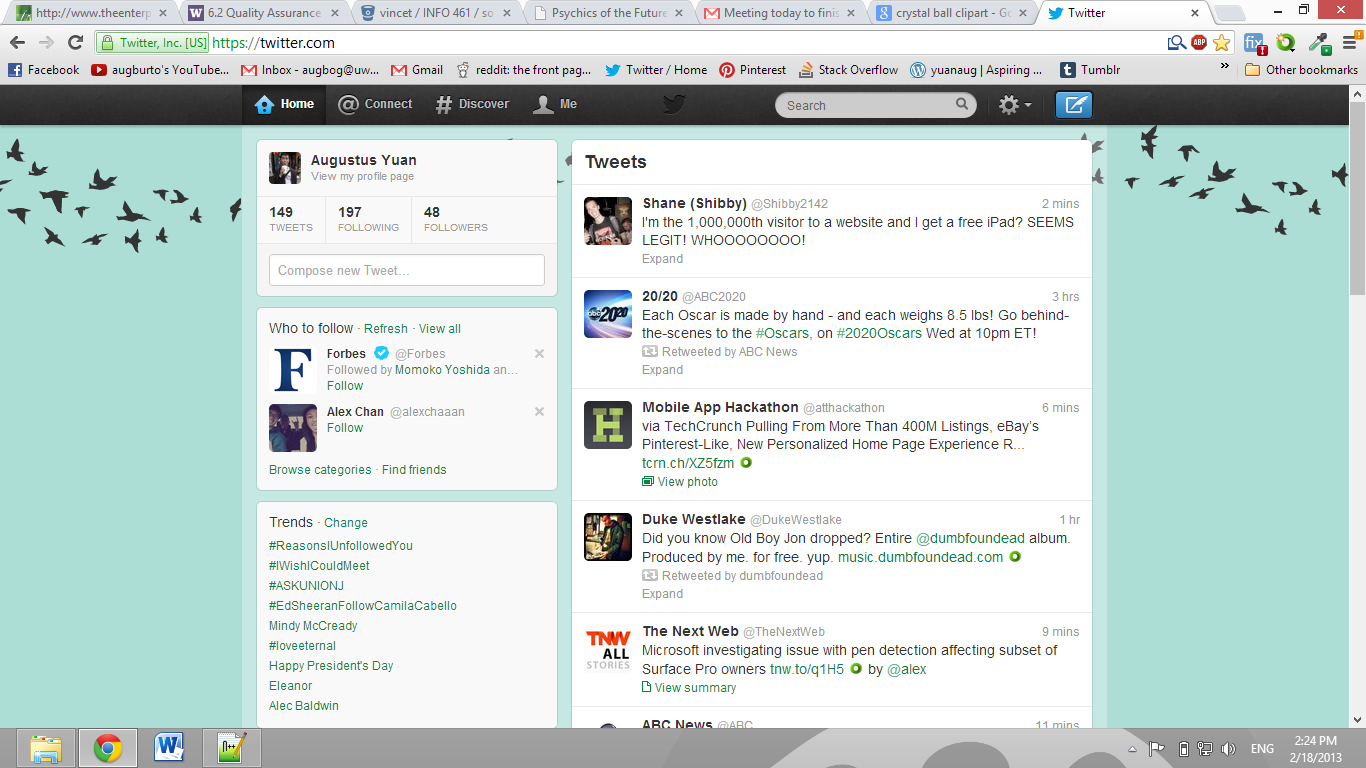 http://www.theenterp
6.2 Quality Assurance
vincet / INFO 461 / so
Psychics of the Future
Meeting today to finis
crystal ball clipart - Go
Twitter
Twitter, Inc. [US] https://twitter.com
ABP
fix
Facebook
augburto's YouTube...
Inbox - augbog@uw...
Gmail
reddit: the front pag...
Twitter / Home
Pinterest
Stack Overflow
yuanaug | Aspiring ...
Tumblr
» Other bookmarks
Home
Connect
Discover
Me
Search
Augustus Yuan
View my profile page
149 197 48
TWEETS FOLLOWING FOLLOWERS
Compose new Tweet...
Who to follow · Refresh · View all
Forbes @Forbes
Followed by Momoko Yoshida an...
Follow
Alex Chan @alexchaaan
Follow
Browse categories · Find friends
Trends · Change
#ReasonsIUnfollowedYou
#IWishICouldMeet
#ASKUNIONJ
#EdSheeranFollowCamilaCabello
Mindy McCready
#loveeternal
Happy President's Day
Eleanor
Alec Baldwin
Tweets
Shane (Shibby) @Shibby2142 2 mins
I'm the 1,000,000th visitor to a website and I get a free iPad? SEEMS
LEGIT! WHOOOOOOOO!
Expand
abc 20/20
20/20 @ABC2020 3 hrs
Each Oscar is made by hand - and each weighs 8.5 lbs! Go behind-
the-scenes to the #Oscars, on #2020Oscars Wed at 10pm ET!
Retweeted by ABC News
Expand
H
Mobile App Hackathon @atthackathon 6 mins
via TechCrunch Pulling From More Than 400M Listings, eBay's
Pinterest-Like, New Personalized Home Page Experience R...
tcrn.ch/XZ5fzm
View photo
Duke Westlake @DukeWestlake 1 hr
Did you know Old Boy Jon dropped? Entire @dumbfoundead album.
Produced by me. for free. yup. music.dumbfoundead.com
Retweeted by dumbfoundead
Expand
TNW
ALL
STORIES
The Next Web @TheNextWeb 9 mins
Microsoft investigating issue with pen detection affecting subset of
Surface Pro owners tnw.to/q1H5 by @alex
View summary
ABC News @ABC 11 mins
ENG
2:24 PM
2/18/2013